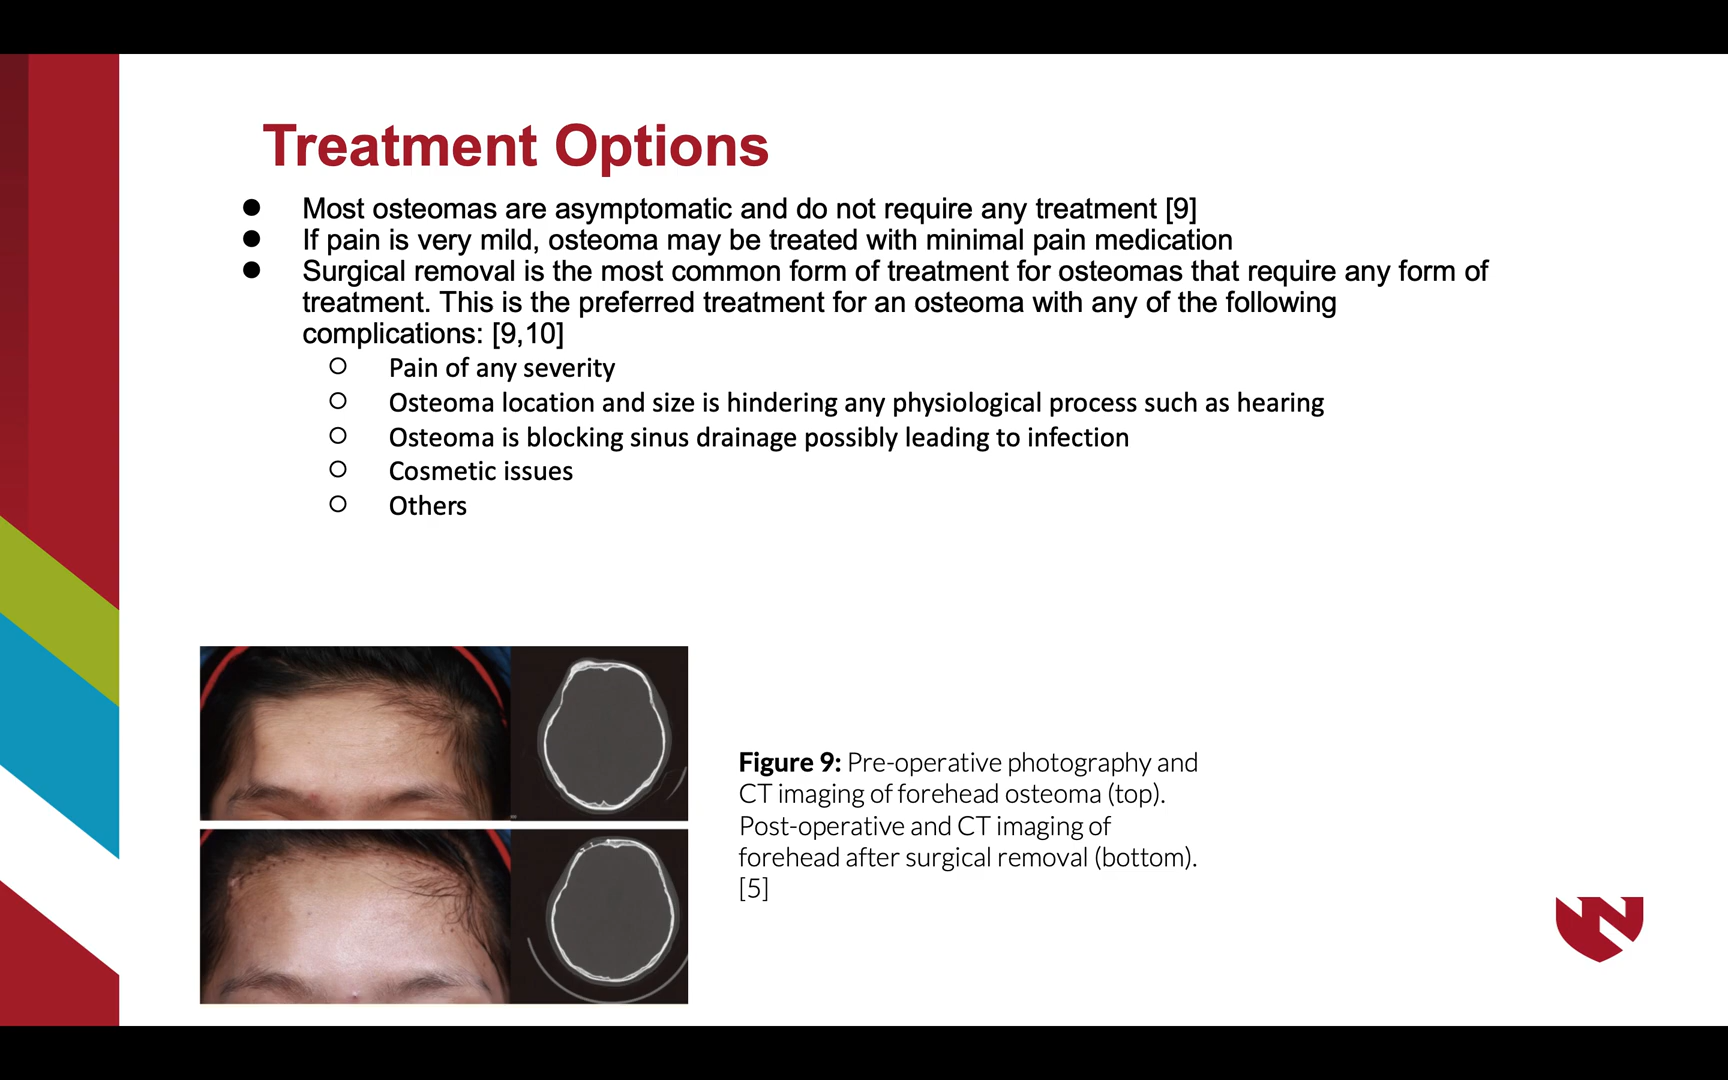 Treatment Options
● Most osteomas are asymptomatic and do not require any treatment [9]
● If pain is very mild, osteoma may be treated with minimal pain medication
● Surgical removal is the most common form of treatment for osteomas that require any form of
treatment. This is the preferred treatment for an osteoma with any of the following
complications: [9,10]
○ Pain of any severity
○ Osteoma location and size is hindering any physiological process such as hearing
○ Osteoma is blocking sinus drainage possibly leading to infection
○ Cosmetic issues
○ Others
Figure 9: Pre-operative photography and
CT imaging of forehead osteoma (top).
Post-operative and CT imaging of
forehead after surgical removal (bottom).
[5]
N